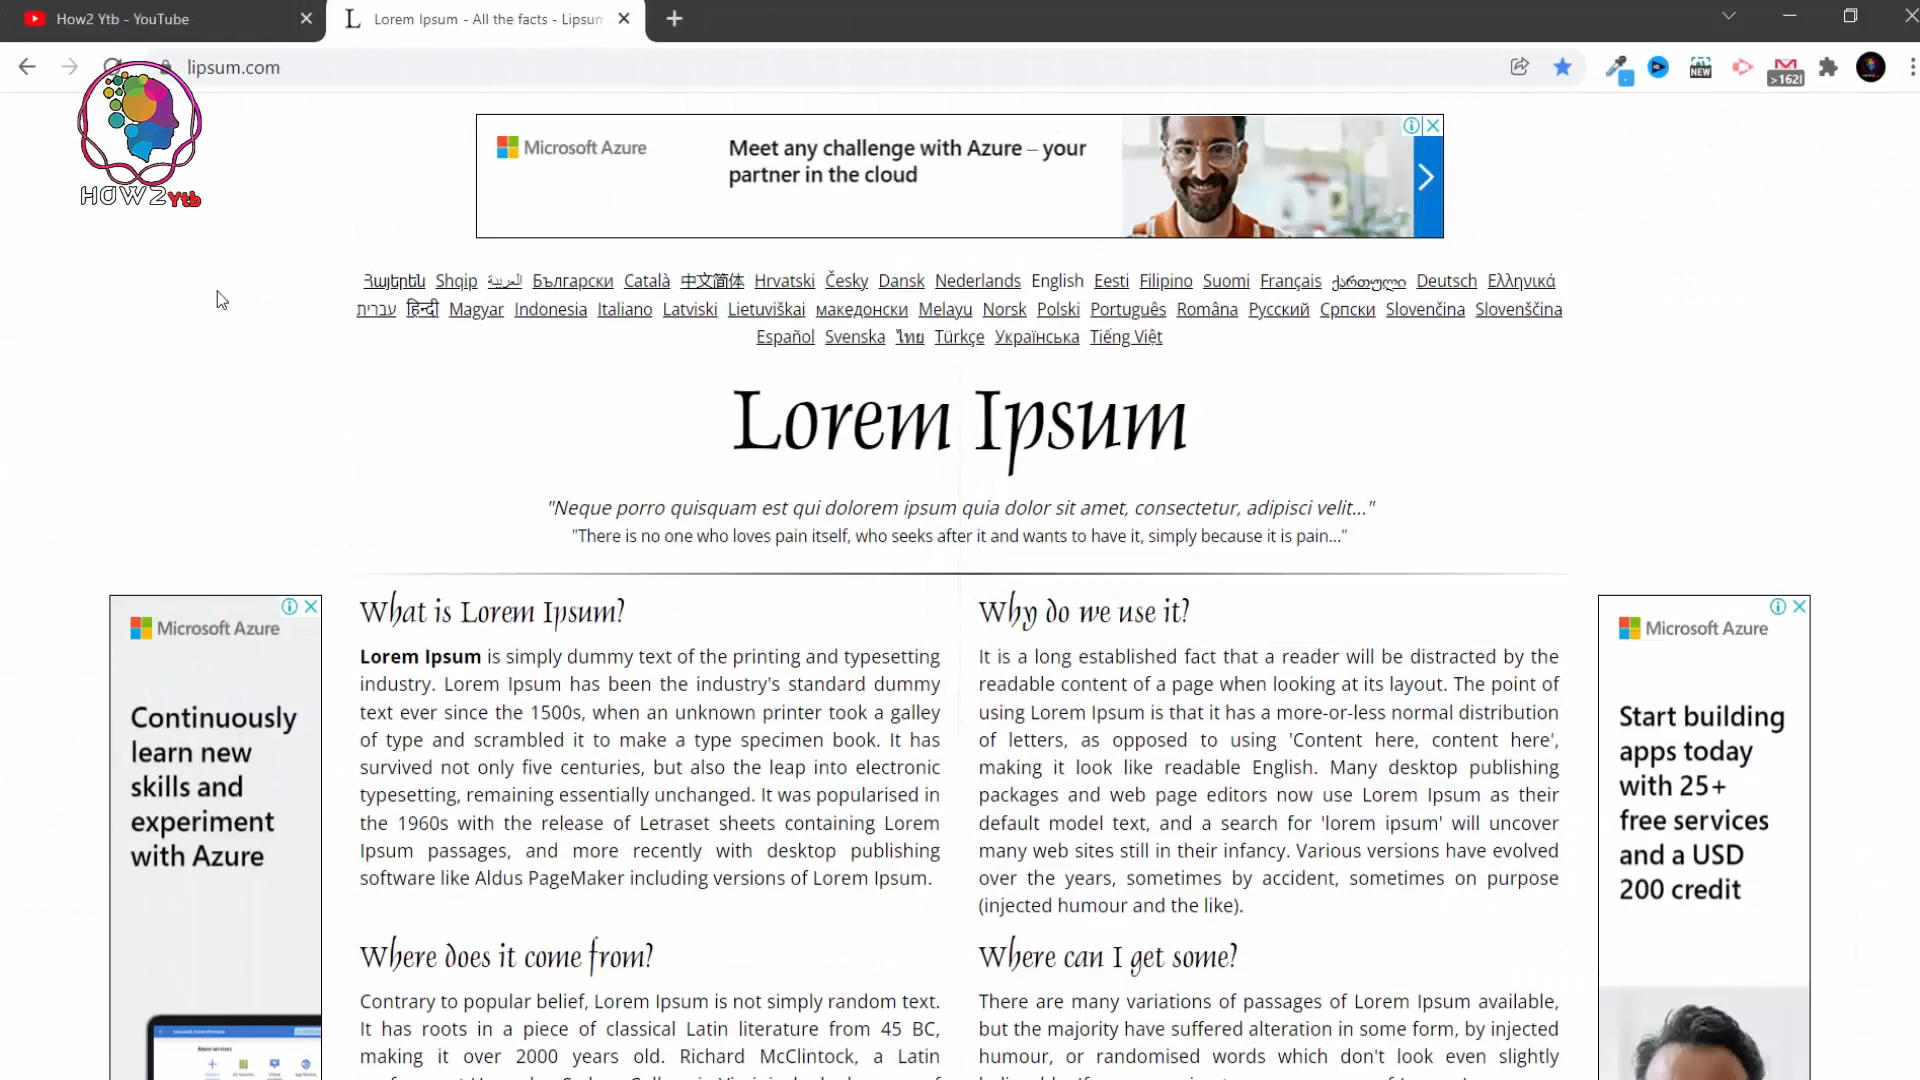 How2 Ytb - YouTube
Lorem Ipsum - All the facts - Lipsum
lipsum.com
NEW
>162!
HOW2Ytb
Microsoft Azure
Meet any challenge with Azure – your
partner in the cloud
Հայերեն Shqip العربية Български Català 中文简体 Hrvatski Česky Dansk Nederlands English Eesti Filipino Suomi Français ქართული Deutsch Ελληνικά
עברית हिन्दी Magyar Indonesia Italiano Latviski Lietuviškai македонски Melayu Norsk Polski Português Româna Русский Српски Slovenčina Slovenščina
Español Svenska ไทย Türkçe Українська Tiếng Việt
Lorem Ipsum
"Neque porro quisquam est qui dolorem ipsum quia dolor sit amet, consectetur, adipisci velit..."
"There is no one who loves pain itself, who seeks after it and wants to have it, simply because it is pain..."
Microsoft Azure
Continuously
learn new
skills and
experiment
with Azure
What is Lorem Ipsum?
Lorem Ipsum is simply dummy text of the printing and typesetting
industry. Lorem Ipsum has been the industry's standard dummy
text ever since the 1500s, when an unknown printer took a galley
of type and scrambled it to make a type specimen book. It has
survived not only five centuries, but also the leap into electronic
typesetting, remaining essentially unchanged. It was popularised in
the 1960s with the release of Letraset sheets containing Lorem
Ipsum passages, and more recently with desktop publishing
software like Aldus PageMaker including versions of Lorem Ipsum.
Why do we use it?
It is a long established fact that a reader will be distracted by the
readable content of a page when looking at its layout. The point of
using Lorem Ipsum is that it has a more-or-less normal distribution
of letters, as opposed to using 'Content here, content here',
making it look like readable English. Many desktop publishing
packages and web page editors now use Lorem Ipsum as their
default model text, and a search for 'lorem ipsum' will uncover
many web sites still in their infancy. Various versions have evolved
over the years, sometimes by accident, sometimes on purpose
(injected humour and the like).
Microsoft Azure
Start building
apps today
with 25+
free services
and a USD
200 credit
Where does it come from?
Contrary to popular belief, Lorem Ipsum is not simply random text.
It has roots in a piece of classical Latin literature from 45 BC,
making it over 2000 years old. Richard McClintock, a Latin
Where can I get some?
There are many variations of passages of Lorem Ipsum available,
but the majority have suffered alteration in some form, by injected
humour, or randomised words which don't look even slightly